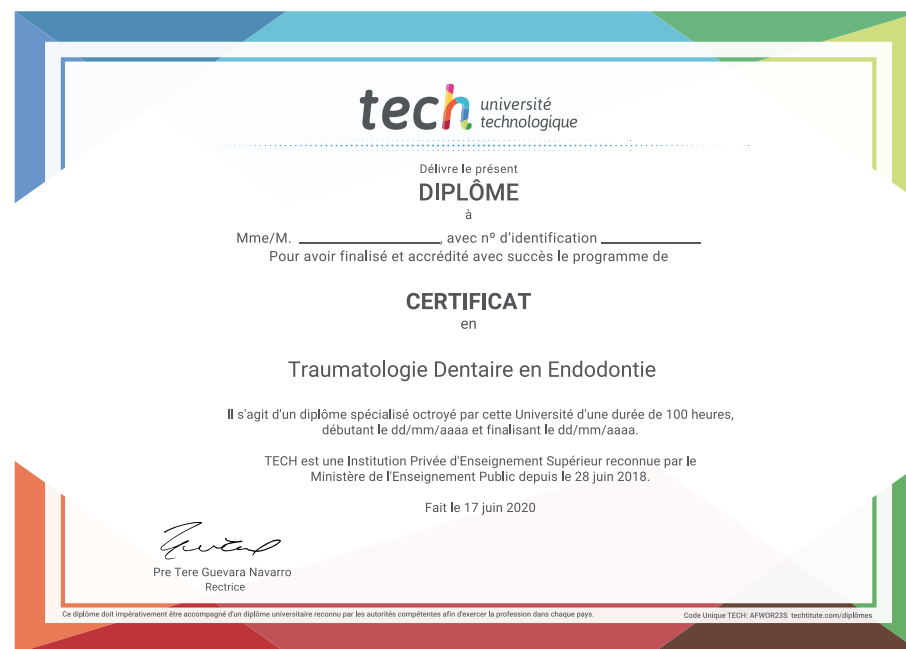 tech université
technologique
Délivre le présent
DIPLÔME
à
Mme/M. ____________________, avec nº d'identification ______________
Pour avoir finalisé et accrédité avec succès le programme de
CERTIFICAT
en
Traumatologie Dentaire en Endodontie
Il s'agit d'un diplôme spécialisé octroyé par cette Université d'une durée de 100 heures,
débutant le dd/mm/aaaa et finalisant le dd/mm/aaaa.
TECH est une Institution Privée d'Enseignement Supérieur reconnue par le
Ministère de l'Enseignement Public depuis le 28 juin 2018.
Fait le 17 juin 2020
Pre Tere Guevara Navarro
Rectrice
Ce diplôme doit impérativement être accompagné d'un diplôme universitaire reconnu par les autorités compétentes afin d'exercer la profession dans chaque pays.
Code Unique TECH: AFWOR23S techtitute.com/diplômes